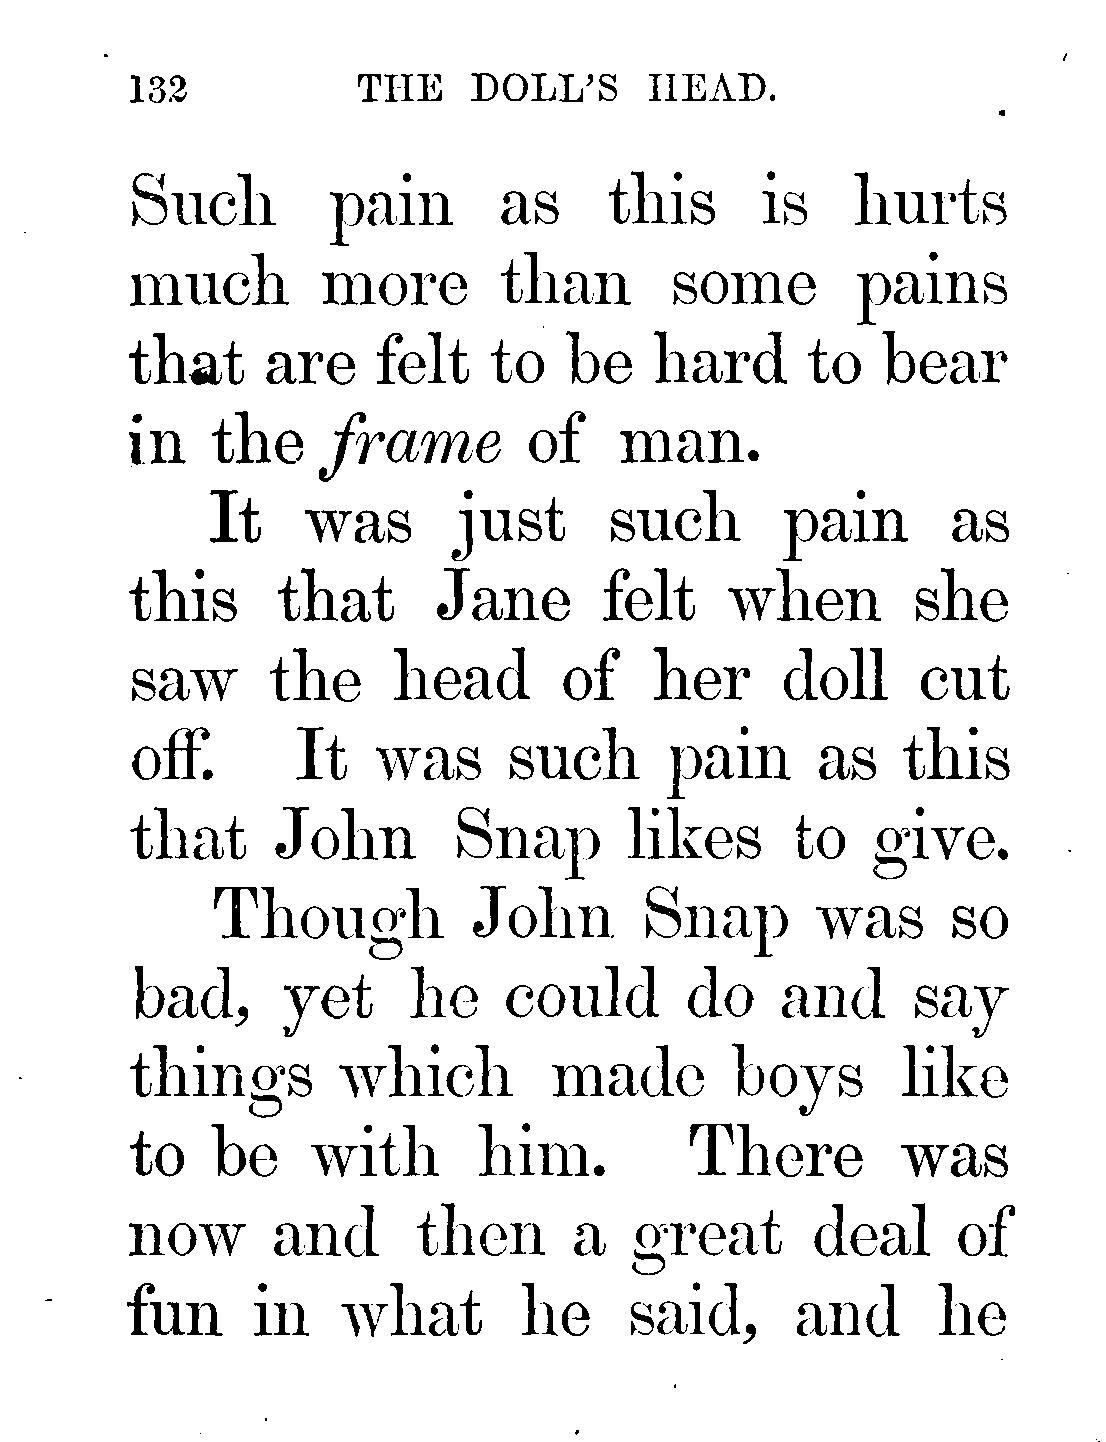 132 THE DOLL'S HEAD.
Such pain as this is hurts
much more than some pains
that are felt to be hard to bear
in the frame of man.
It was just such pain as
this that Jane felt when she
saw the head of her doll cut
off. It was such pain as this
that John Snap likes to give.
Though John Snap was so
bad, yet he could do and say
things which made boys like
to be with him. There was
now and then a great deal of
fun in what he said, and he